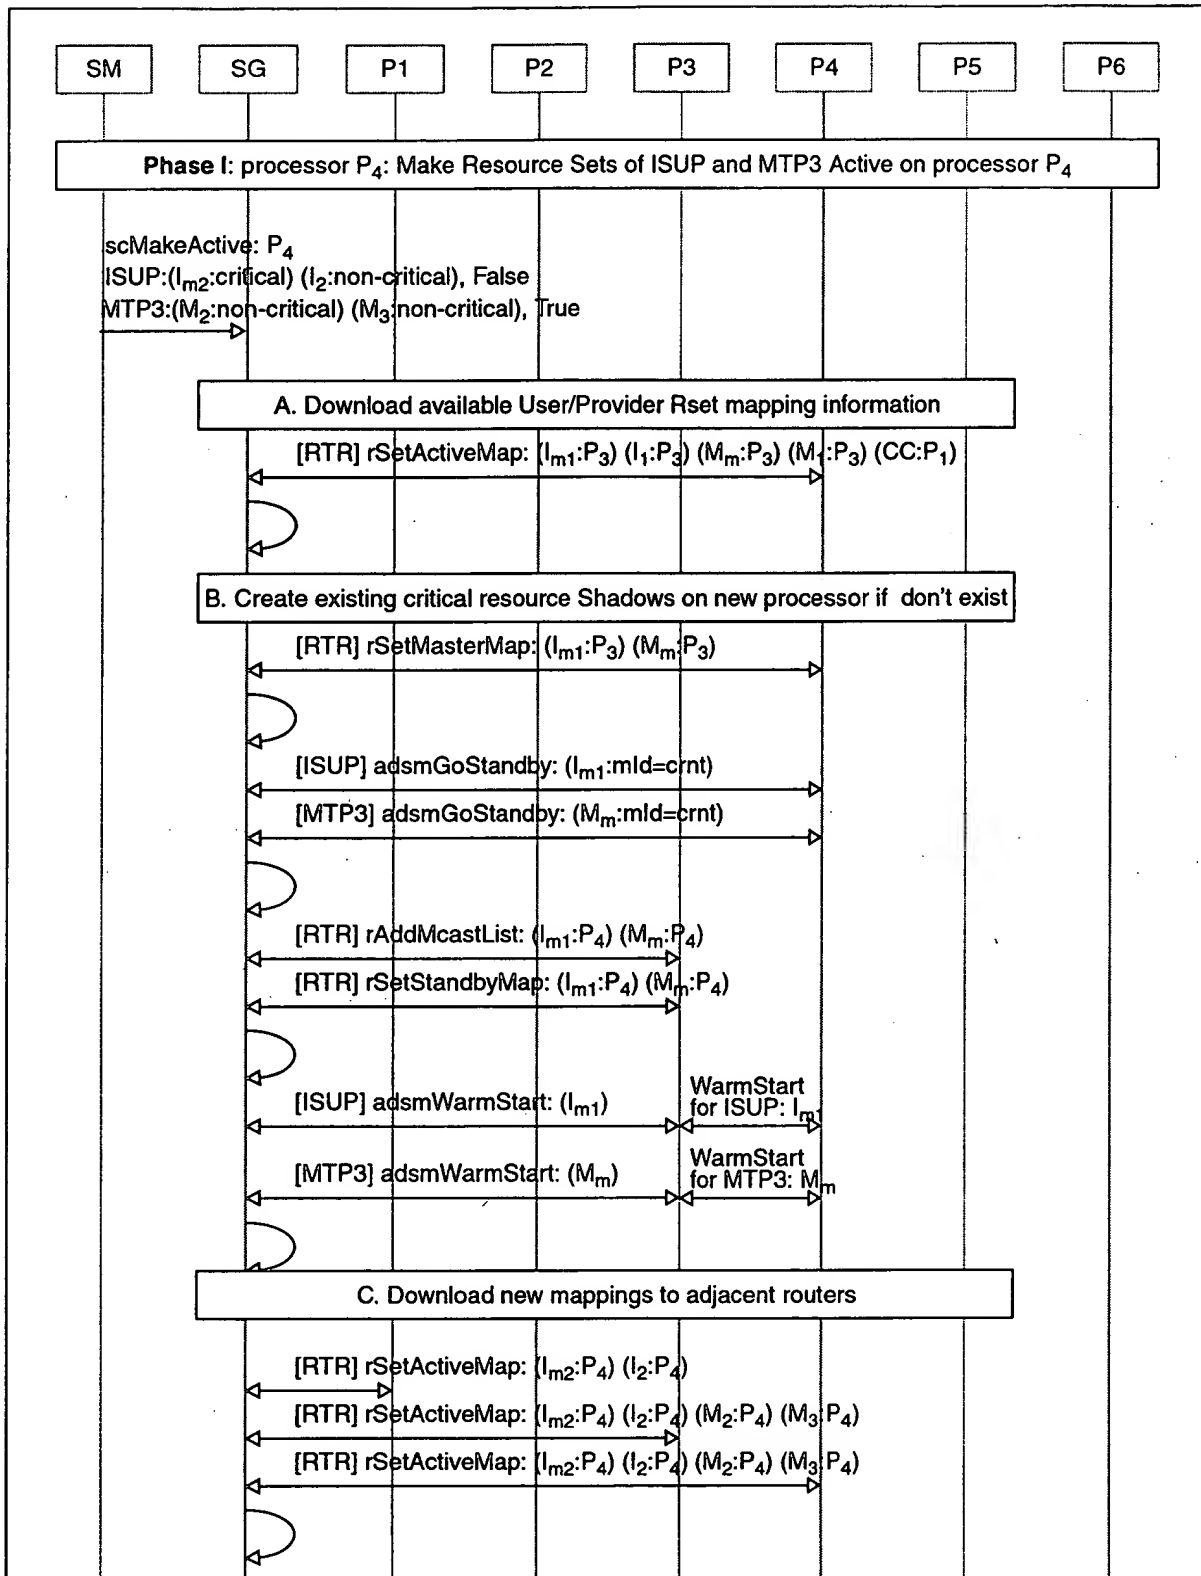 SM SG P1 P2 P3 P4 P5 P6
Phase I: processor P4: Make Resource Sets of ISUP and MTP3 Active on processor P4
scMakeActive: P4
ISUP:(Im2:critical) (I2:non-critical), False
MTP3:(M2:non-critical) (M3:non-critical), True
A. Download available User/Provider Rset mapping information
[RTR] rSetActiveMap: (Im1:P3) (I1:P3) (Mm:P3) (M1:P3) (CC:P1)
B. Create existing critical resource Shadows on new processor if don't exist
[RTR] rSetMasterMap: (Im1:P3) (Mm:P3)
[ISUP] adsmGoStandby: (Im1:mId=crnt)
[MTP3] adsmGoStandby: (Mm:mId=crnt)
[RTR] rAddMcastList: (Im1:P4) (Mm:P4)
[RTR] rSetStandbyMap: (Im1:P4) (Mm:P4)
[ISUP] adsmWarmStart: (Im1)
WarmStart
for ISUP: Im1
[MTP3] adsmWarmStart: (Mm)
WarmStart
for MTP3: Mm
C. Download new mappings to adjacent routers
[RTR] rSetActiveMap: (Im2:P4) (I2:P4)
[RTR] rSetActiveMap: (Im2:P4) (I2:P4) (M2:P4) (M3:P4)
[RTR] rSetActiveMap: (Im2:P4) (I2:P4) (M2:P4) (M3:P4)